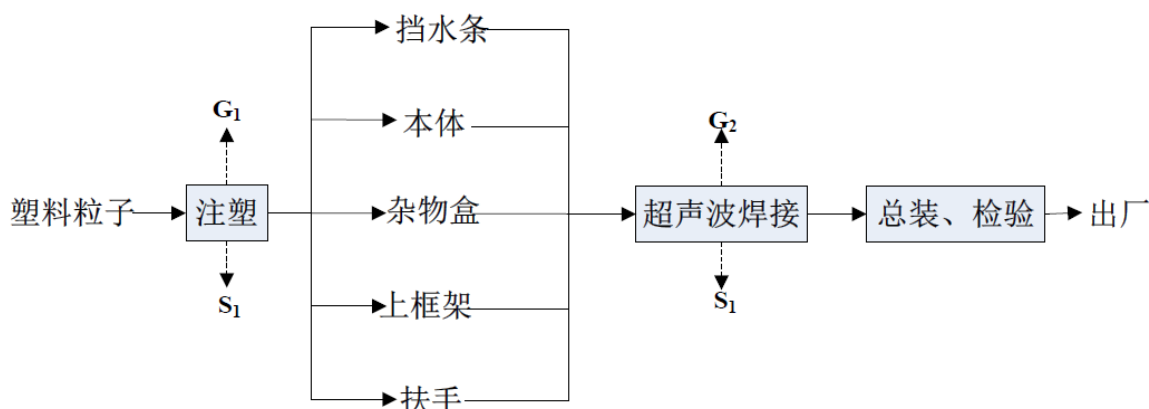 挡水条
G₁
本体
G₂
塑料粒子
注塑
杂物盒
超声波焊接
总装、检验
出厂
S₁
上框架
S₁
扶手